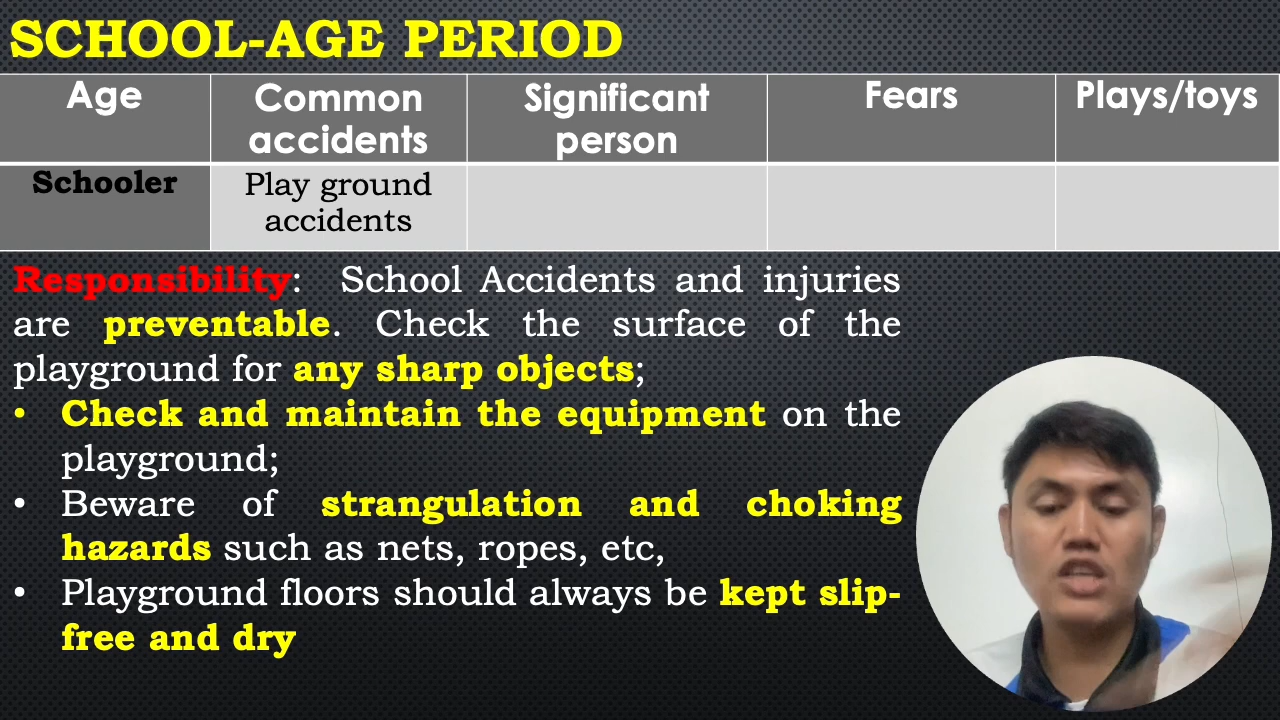 SCHOOL-AGE PERIOD
Age
Common
accidents
Significant
person
Fears
Plays/toys
Schooler
Play ground
accidents
Responsibility: School Accidents and injuries
are preventable. Check the surface of the
playground for any sharp objects;
• Check and maintain the equipment on the
playground;
• Beware of strangulation and choking
hazards such as nets, ropes, etc,
• Playground floors should always be kept slip-
free and dry